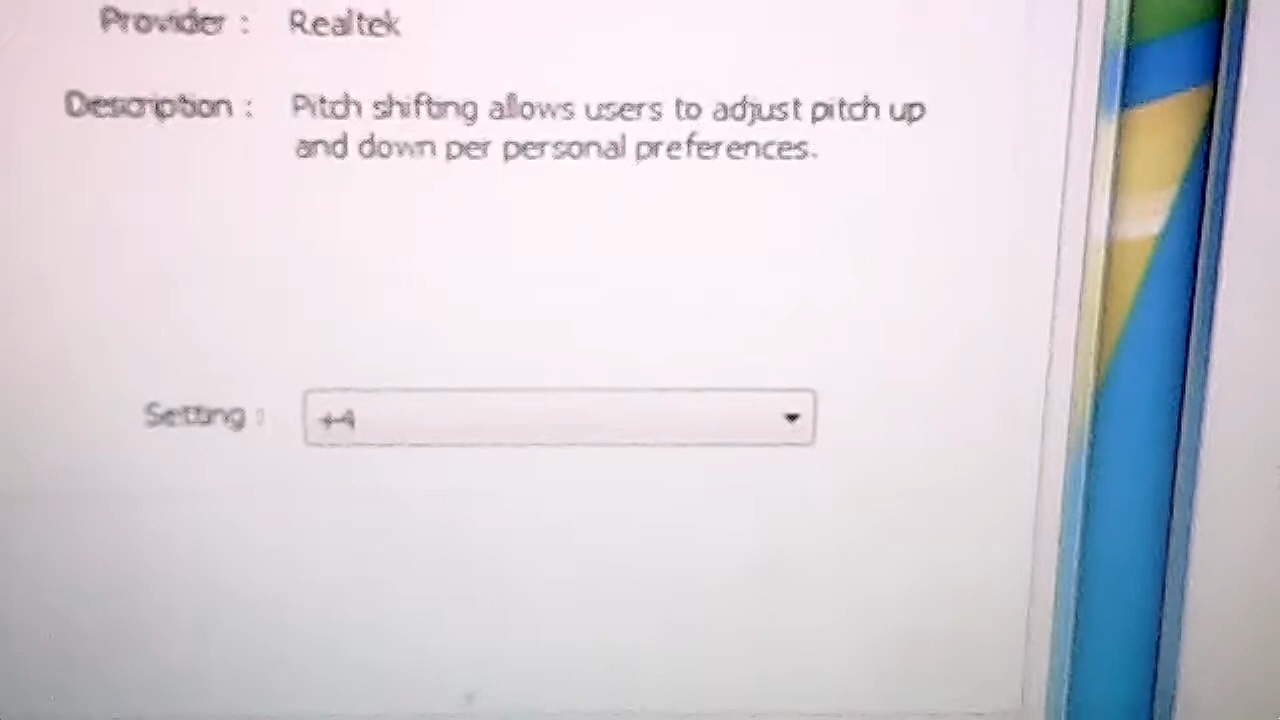 Provider : Realtek
Description : Pitch shifting allows users to adjust pitch up
and down per personal preferences.
Setting : +4